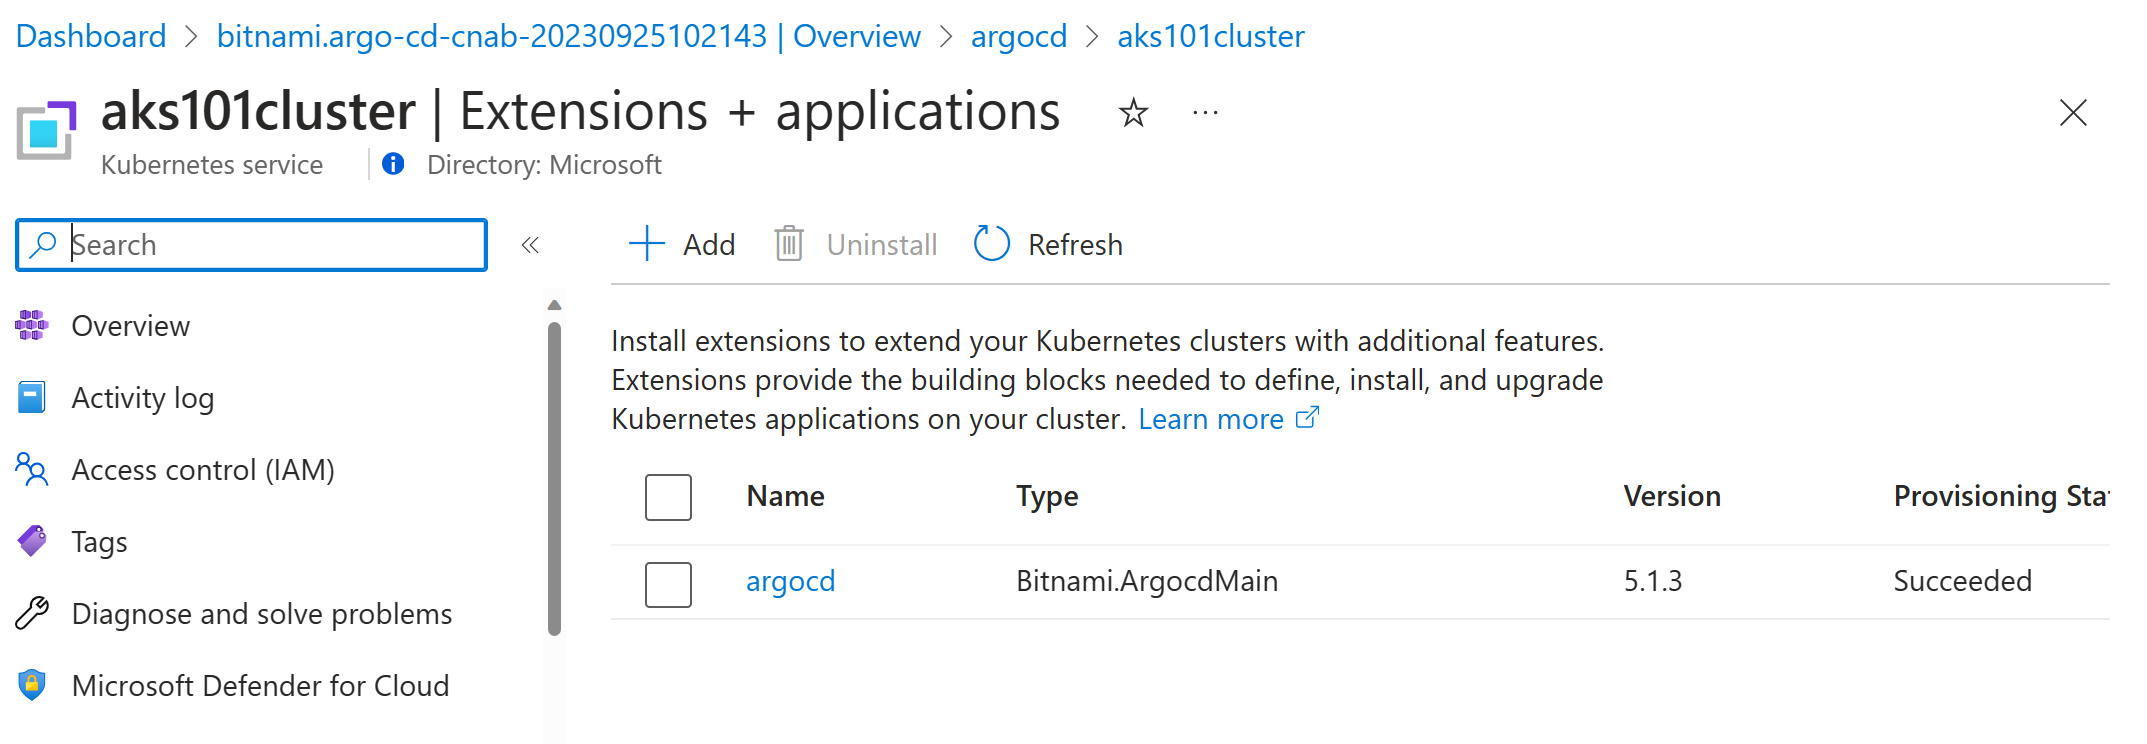 Dashboard > bitnami.argo-cd-cnab-20230925102143 | Overview > argocd > aks101cluster
aks101cluster | Extensions + applications ☆ ···
Kubernetes service | Directory: Microsoft
Search «
Add Uninstall Refresh
Overview
Activity log
Access control (IAM)
Tags
Diagnose and solve problems
Microsoft Defender for Cloud
Install extensions to extend your Kubernetes clusters with additional features.
Extensions provide the building blocks needed to define, install, and upgrade
Kubernetes applications on your cluster. Learn more
Name Type Version Provisioning
argocd Bitnami.ArgocdMain 5.1.3 Succeeded